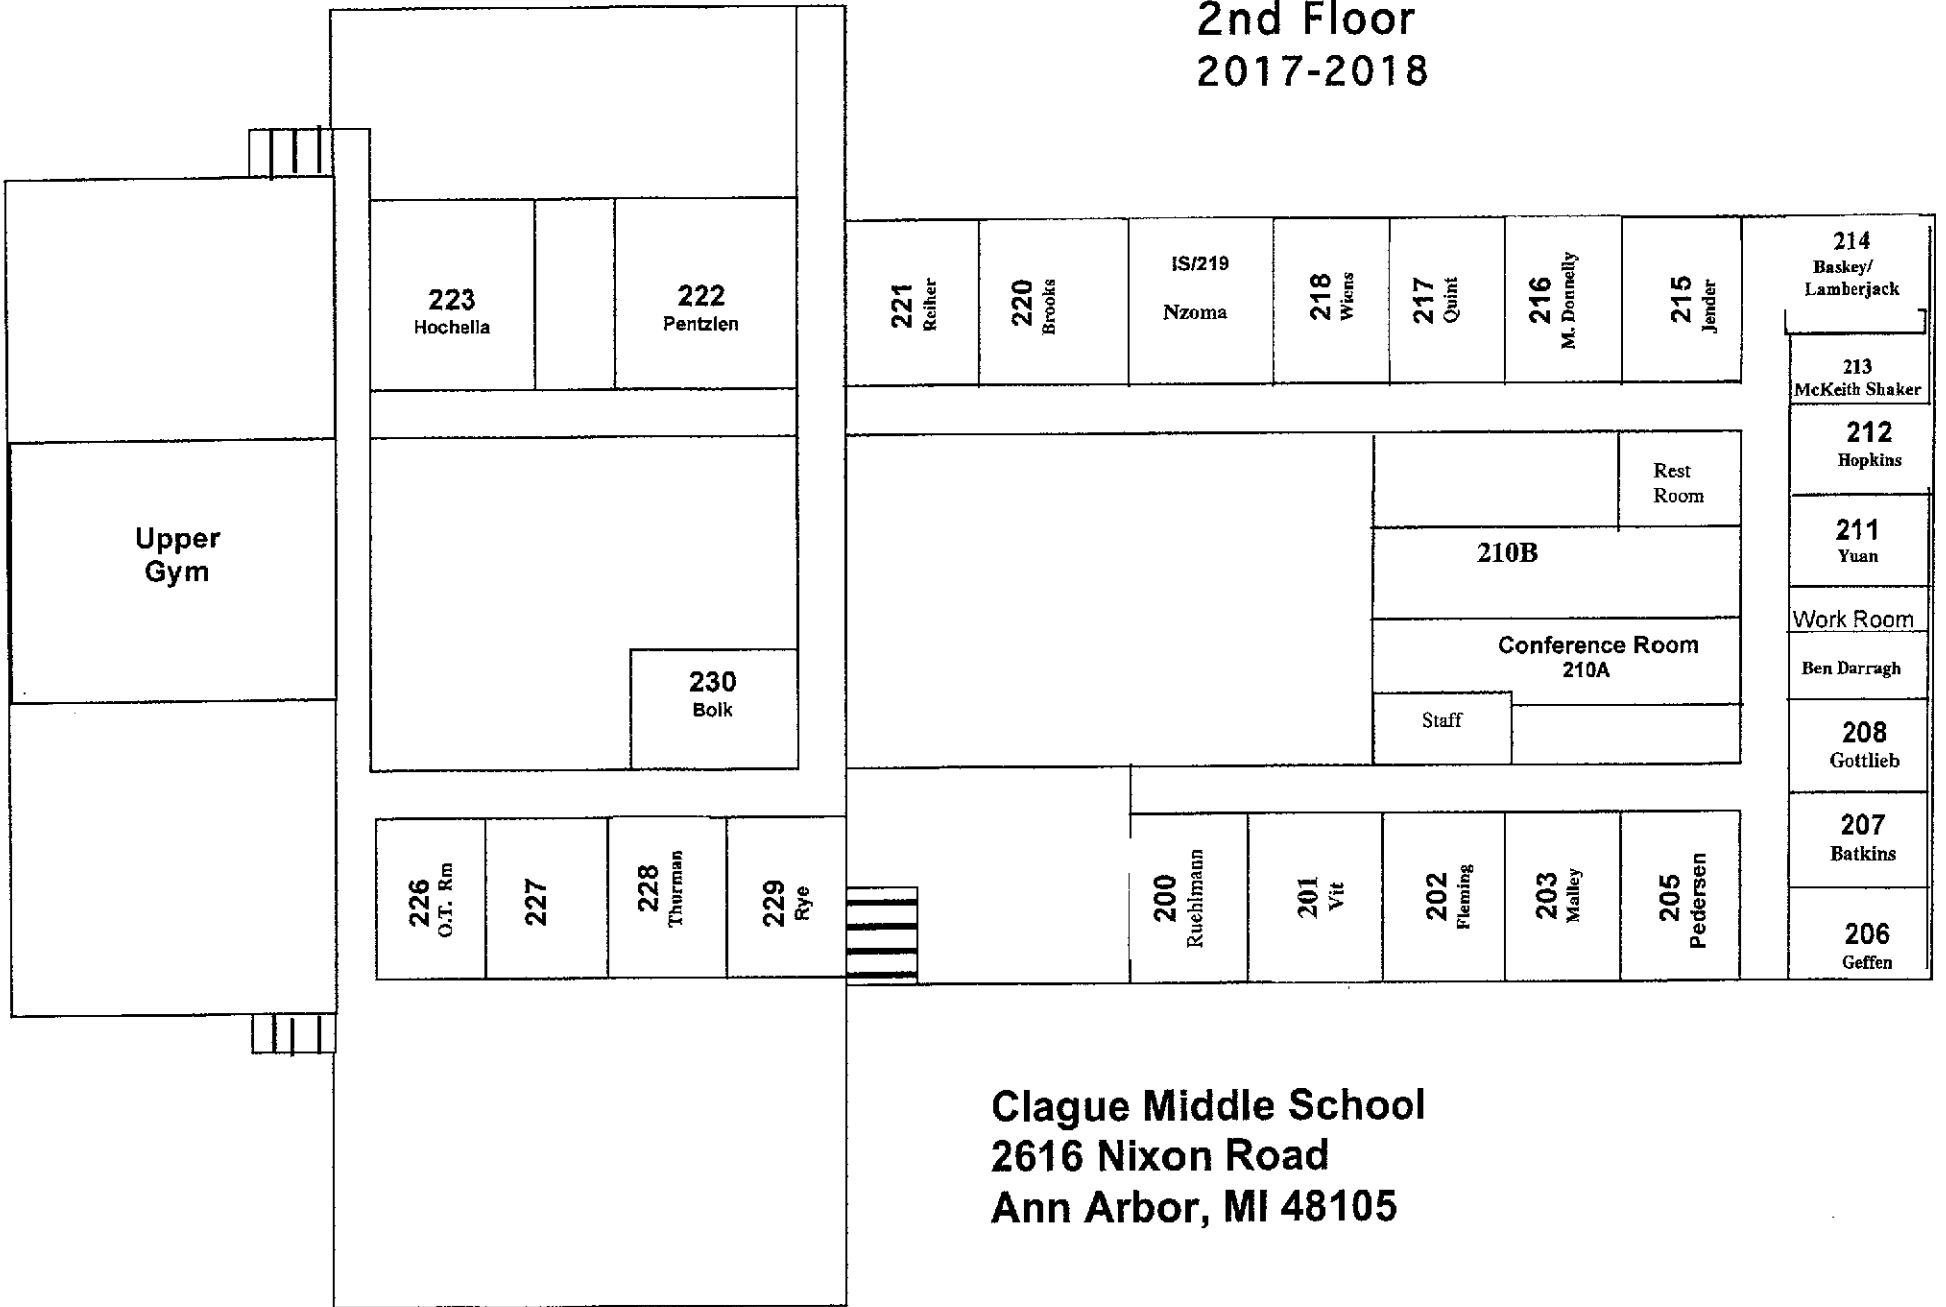 2nd Floor
2017-2018
223
Hochella
222
Pentzien
221
Reiher
220
Brooks
IS/219
Nzoma
218
Wiens
217
Quint
216
M. Donnelly
215
Jender
214
Baskey/
Lamberjack
213
McKeith Shaker
212
Hopkins
211
Yuan
Work Room
Ben Darragh
208
Gottlieb
207
Batkins
206
Geffen
Rest
Room
210B
Conference Room
210A
Staff
Upper
Gym
230
Bolk
226
O.T. Rm
227
228
Thurman
229
Rye
200
Ruehlmann
201
Vit
202
Fleming
203
Malley
205
Pedersen
Clague Middle School
2616 Nixon Road
Ann Arbor, MI 48105